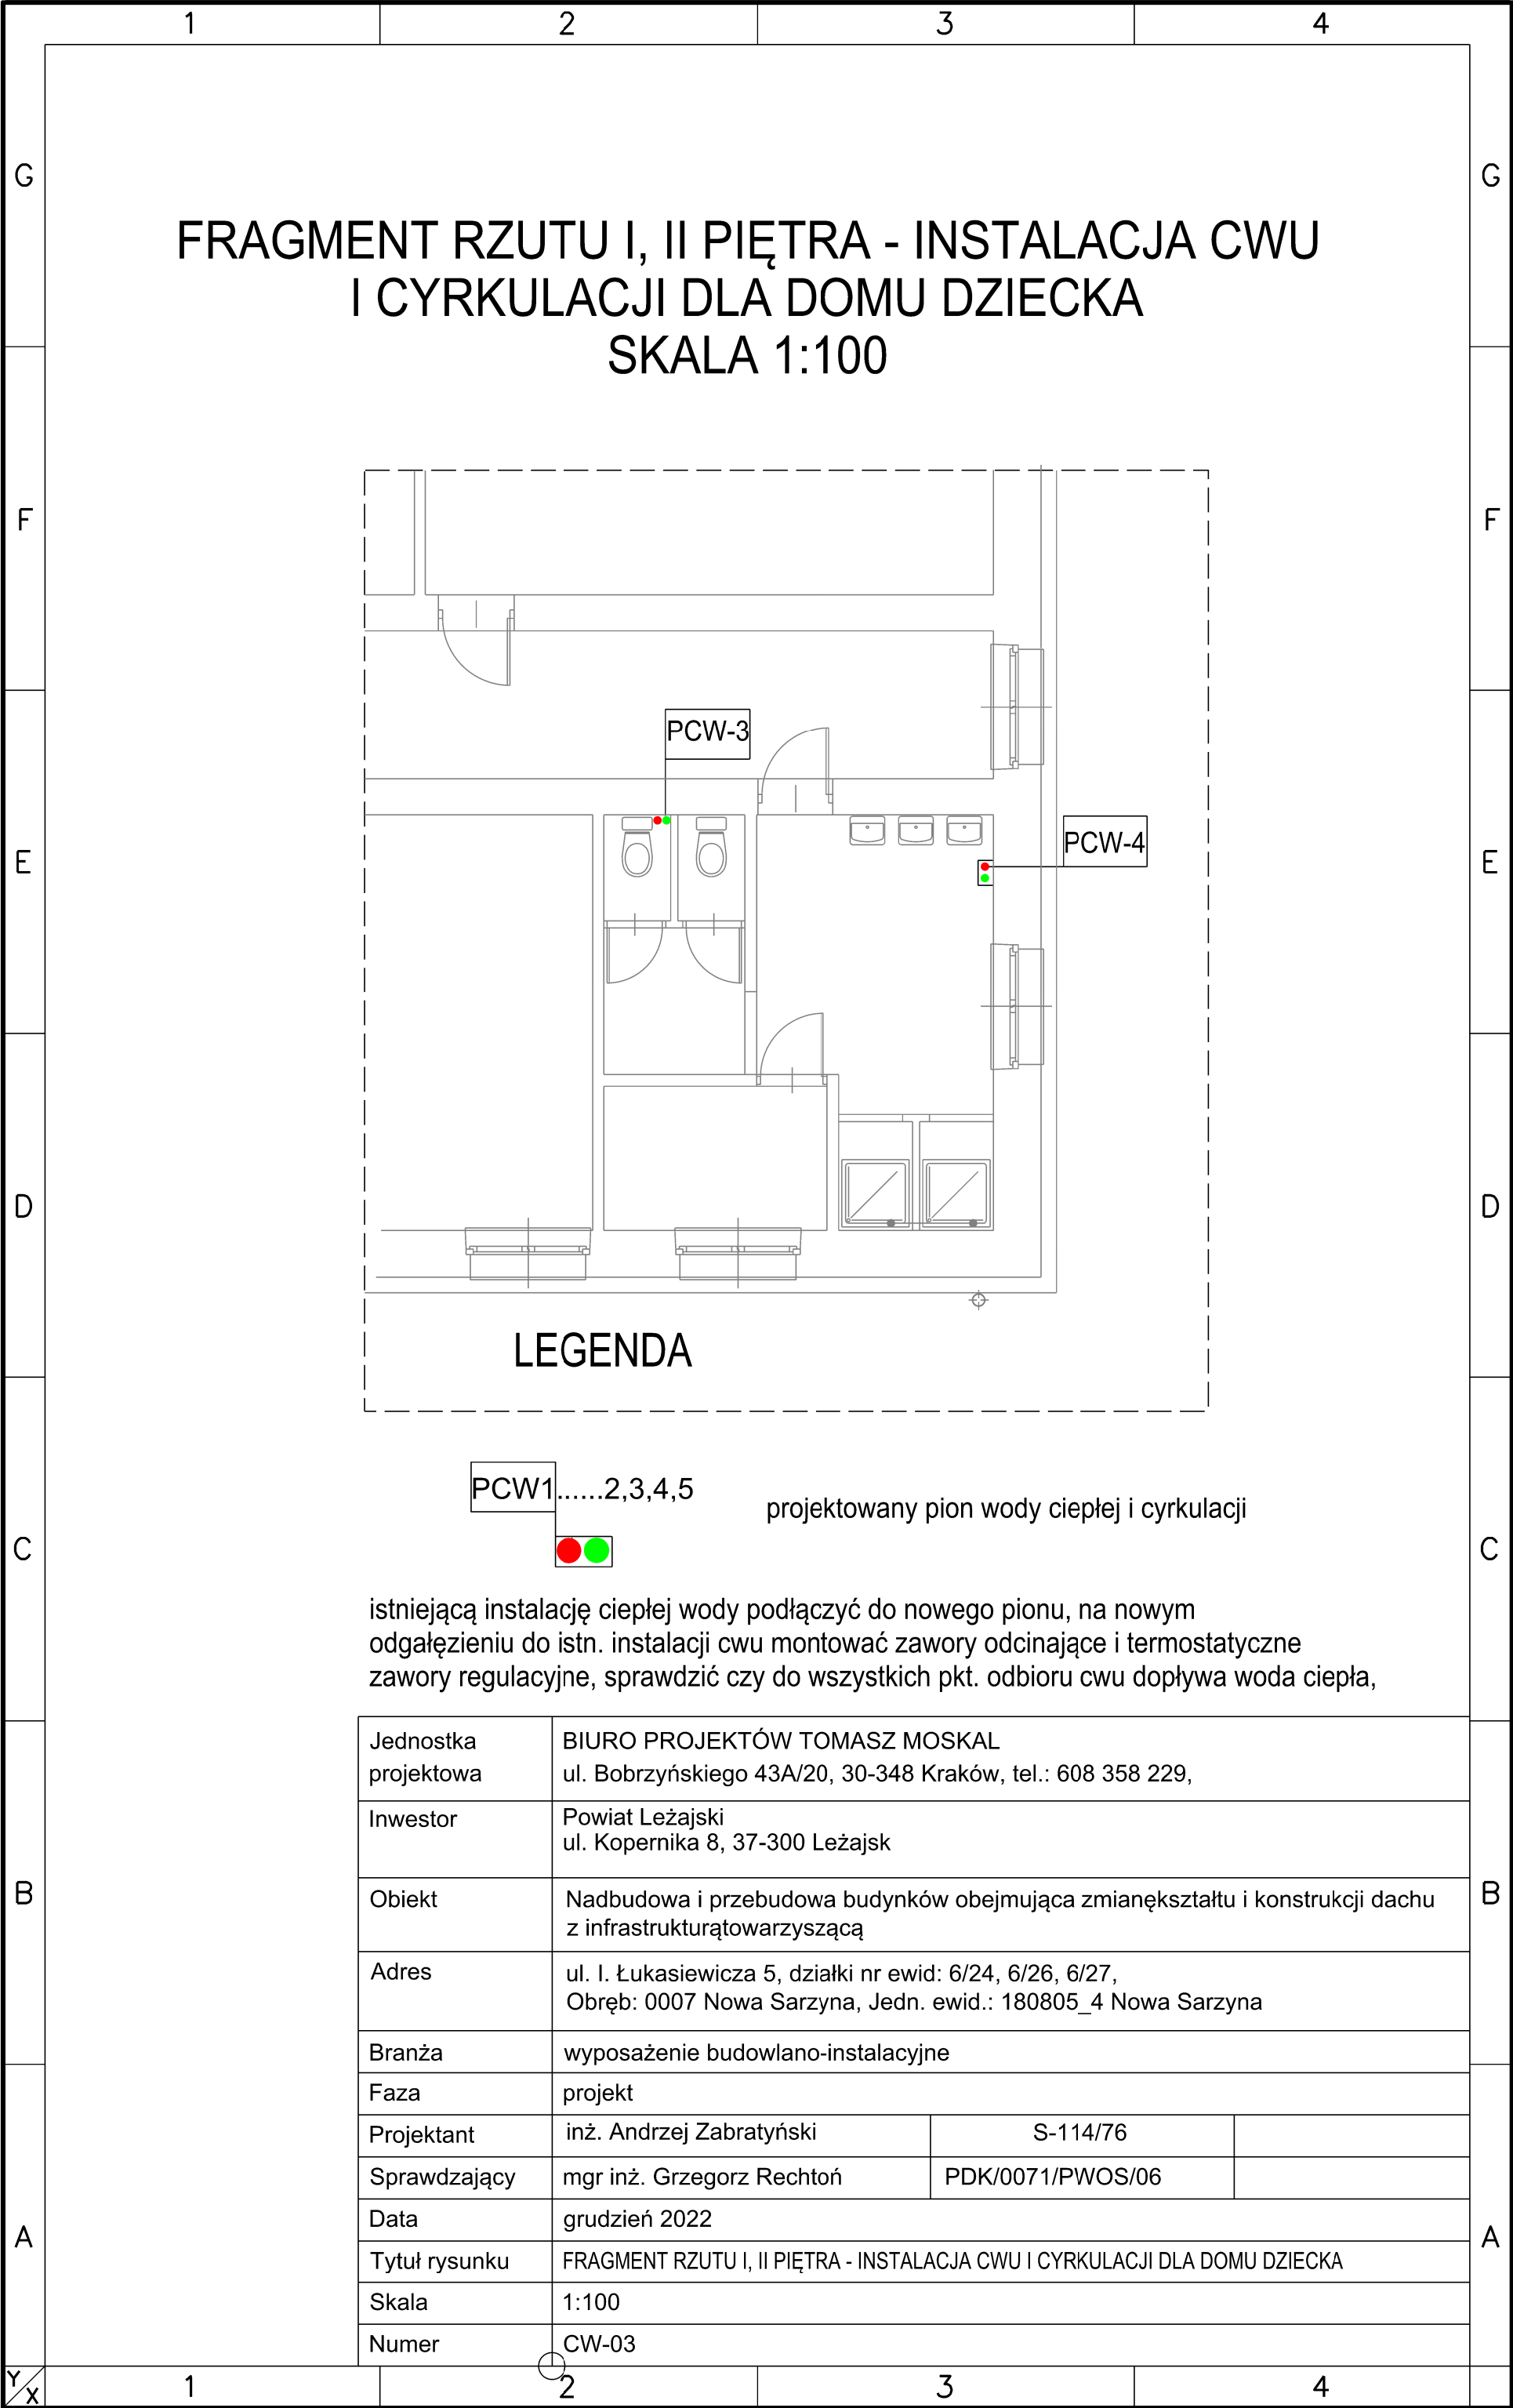 1 2 3 4
G G
FRAGMENT RZUTU I, II PIĘTRA - INSTALACJA CWU
I CYRKULACJI DLA DOMU DZIECKA
SKALA 1:100
F F
PCW-3
PCW-4
E E
D D
LEGENDA
PCW1......2,3,4,5
projektowany pion wody ciepłej i cyrkulacji
C C
istniejącą instalację ciepłej wody podłączyć do nowego pionu, na nowym
odgałęzieniu do istn. instalacji cwu montować zawory odcinające i termostatyczne
zawory regulacyjne, sprawdzić czy do wszystkich pkt. odbioru cwu dopływa woda ciepła,
Jednostka projektowa
BIURO PROJEKTÓW TOMASZ MOSKAL
ul. Bobrzyńskiego 43A/20, 30-348 Kraków, tel.: 608 358 229,
Inwestor
Powiat Leżajski
ul. Kopernika 8, 37-300 Leżajsk
B B
Obiekt
Nadbudowa i przebudowa budynków obejmująca zmianękształtu i konstrukcji dachu
z infrastrukturątowarzyszącą
Adres
ul. I. Łukasiewicza 5, działki nr ewid: 6/24, 6/26, 6/27,
Obręb: 0007 Nowa Sarzyna, Jedn. ewid.: 180805_4 Nowa Sarzyna
Branża wyposażenie budowlano-instalacyjne
Faza projekt
Projektant inż. Andrzej Zabratyński S-114/76
Sprawdzający mgr inż. Grzegorz Rechtoń PDK/0071/PWOS/06
A A
Data grudzień 2022
Tytuł rysunku FRAGMENT RZUTU I, II PIĘTRA - INSTALACJA CWU I CYRKULACJI DLA DOMU DZIECKA
Skala 1:100
Numer CW-03
Y X 1 2 3 4